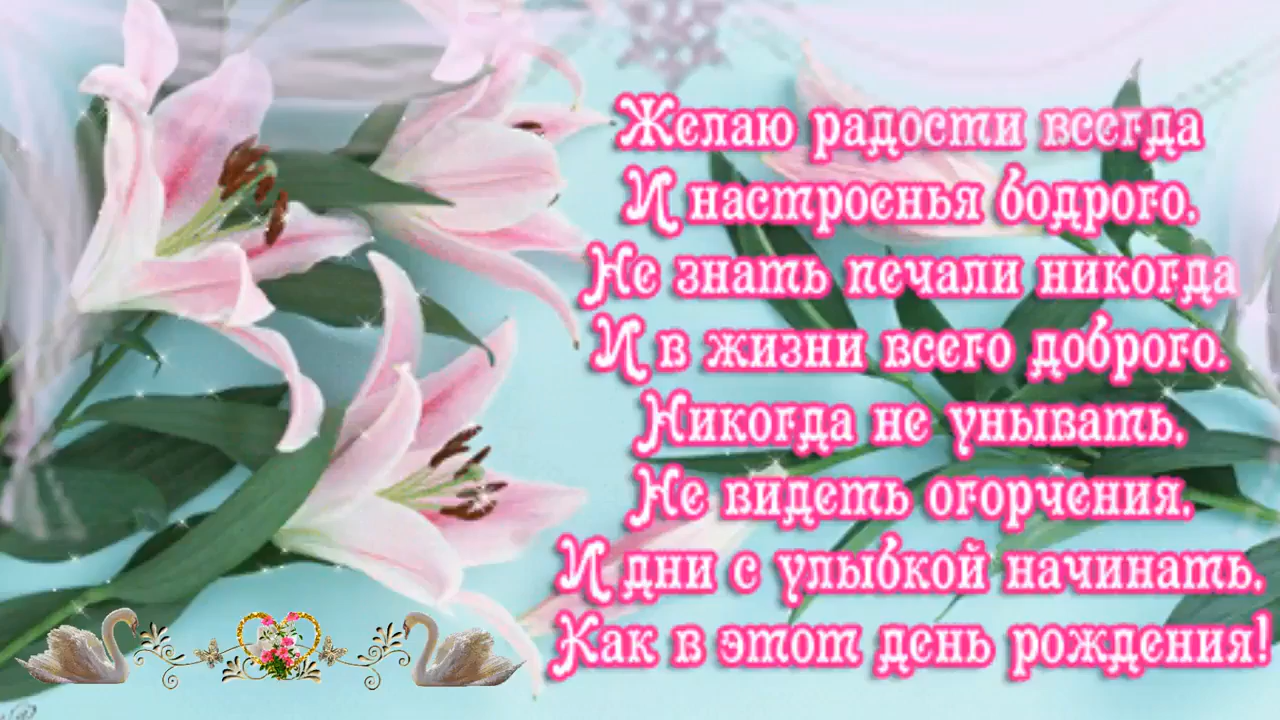 Желаю радости всегда
И настроенья бодрого,
Не знать печали никогда
И в жизни всего доброго.
Никогда не унывать,
Не видеть огорчения,
И дни с улыбкой начинать,
Как в этот день рождения!